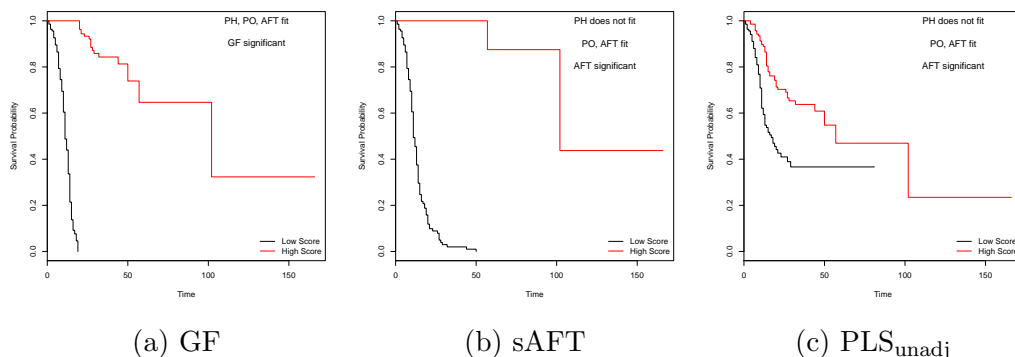 PH, PO, AFT fit
GF significant
Survival Probability
0.0 0.2 0.4 0.6 0.8 1.0
0 50 100 150
Time
Low Score
High Score
(a) GF
PH does not fit
PO, AFT fit
AFT significant
Survival Probability
0.0 0.2 0.4 0.6 0.8 1.0
0 50 100 150
Time
Low Score
High Score
(b) sAFT
PH does not fit
PO, AFT fit
AFT significant
Survival Probability
0.0 0.2 0.4 0.6 0.8 1.0
0 50 100 150
Time
Low Score
High Score
(c) PLSunadj